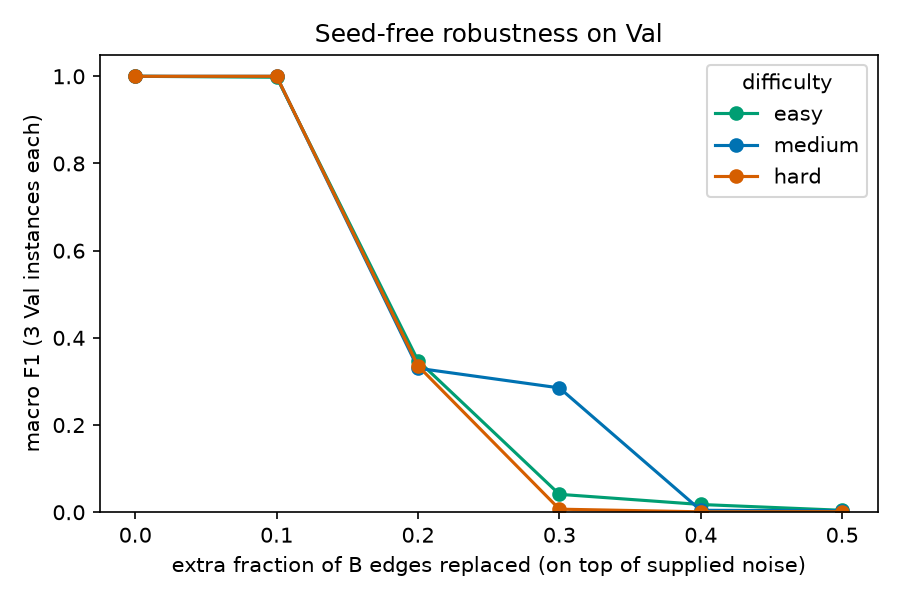 Seed-free robustness on Val
macro F1 (3 Val instances each)
1.0
0.8
0.6
0.4
0.2
0.0
difficulty
easy
medium
hard
0.0 0.1 0.2 0.3 0.4 0.5
extra fraction of B edges replaced (on top of supplied noise)